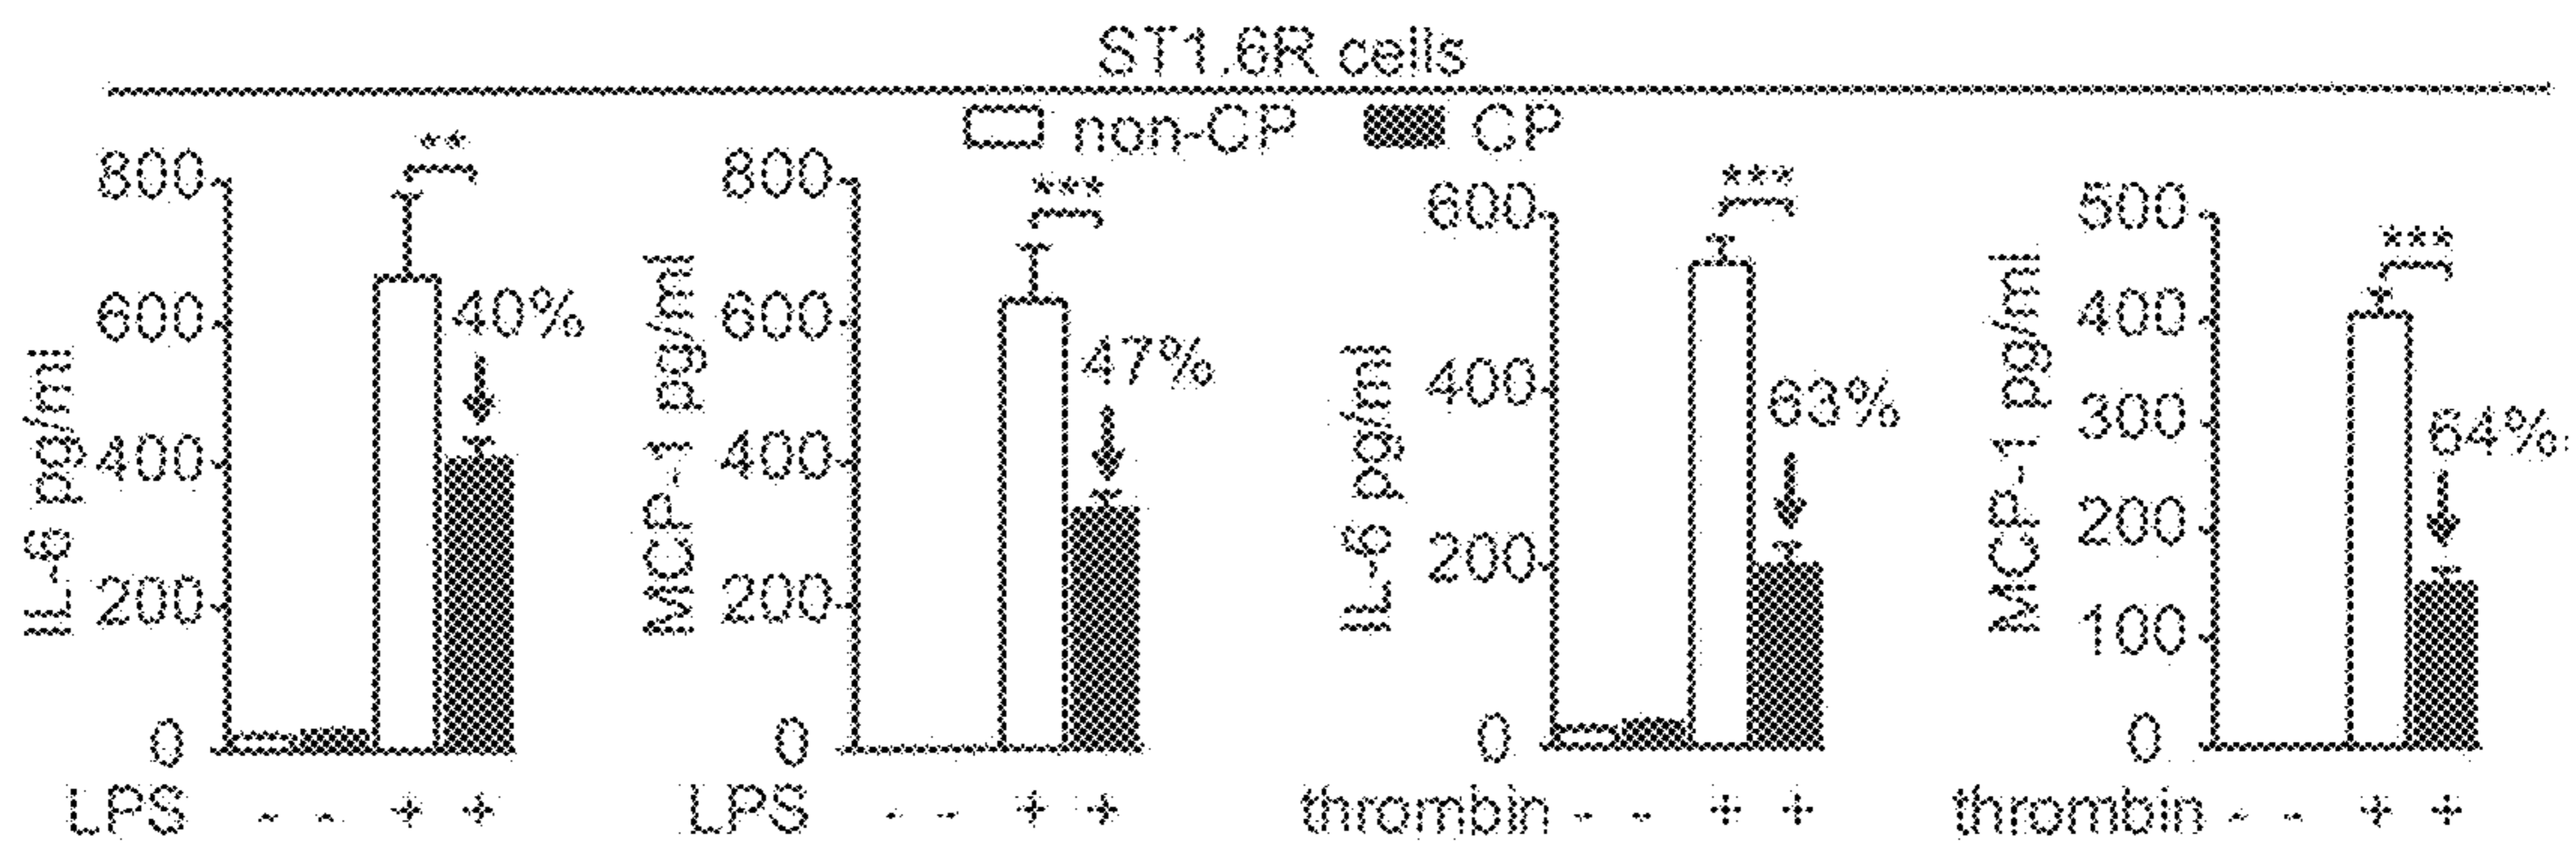 ST1.6R cells
non-CP CP
IL-6 pg/ml
800
600
400
200
0
**
40%
LPS - - + +
MCP-1 pg/ml
800
600
400
200
0
***
47%
LPS - - + +
IL-6 pg/ml
600
400
200
0
***
63%
thrombin - - + +
MCP-1 pg/ml
500
400
300
200
100
0
***
64%
thrombin - - + +